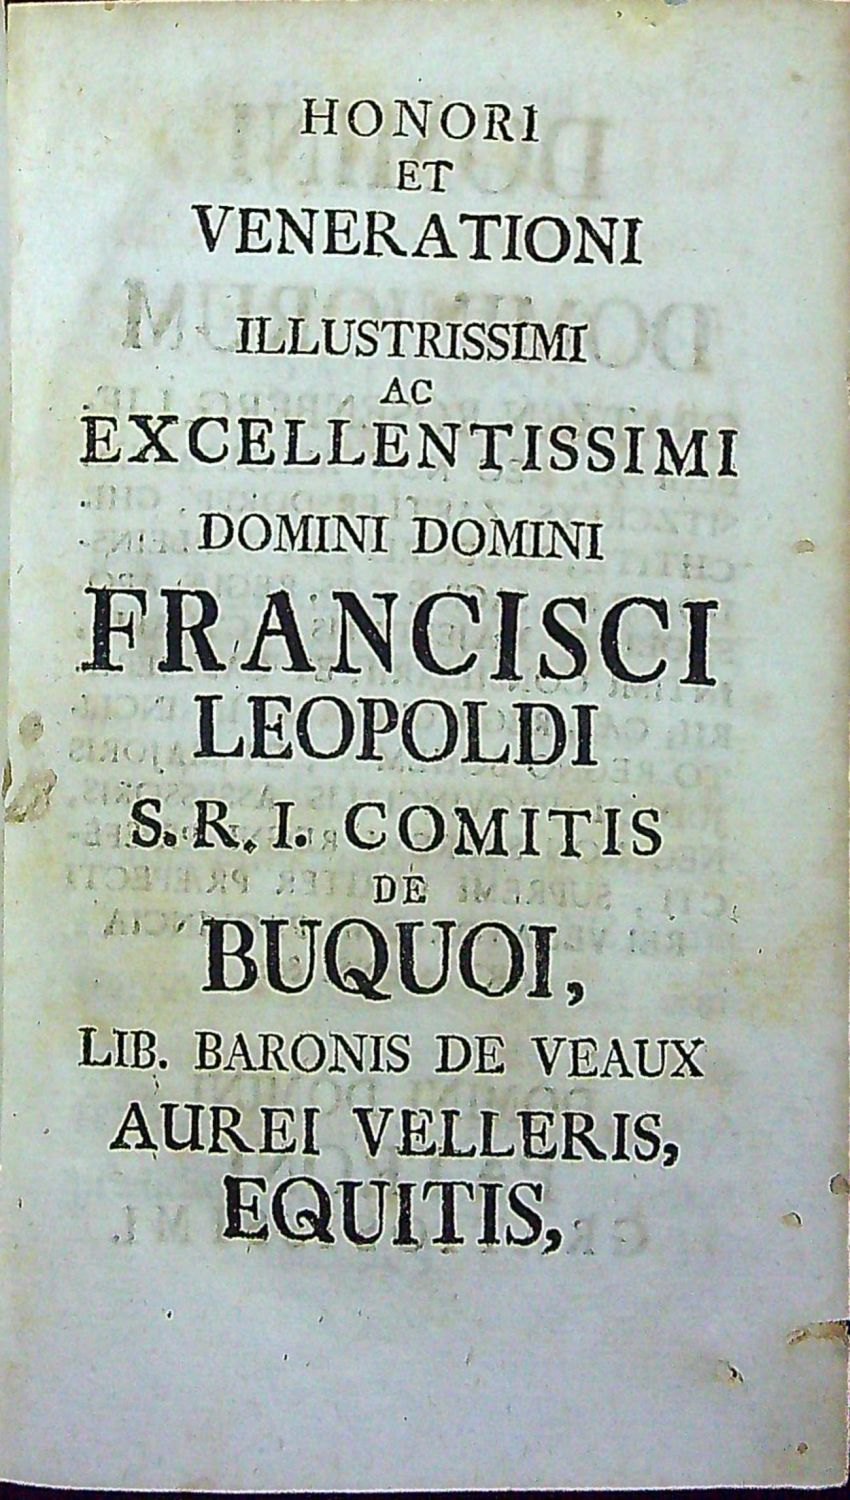 HONORI
ET
VENERATIONI
ILLUSTRISSIMI
AC
EXCELLENTISSIMI
DOMINI DOMINI
FRANCISCI
LEOPOLDI
S. R. I. COMITIS
DE
BUQUOI,
LIB. BARONIS DE VEAUX
AUREI VELLERIS,
EQUITIS,